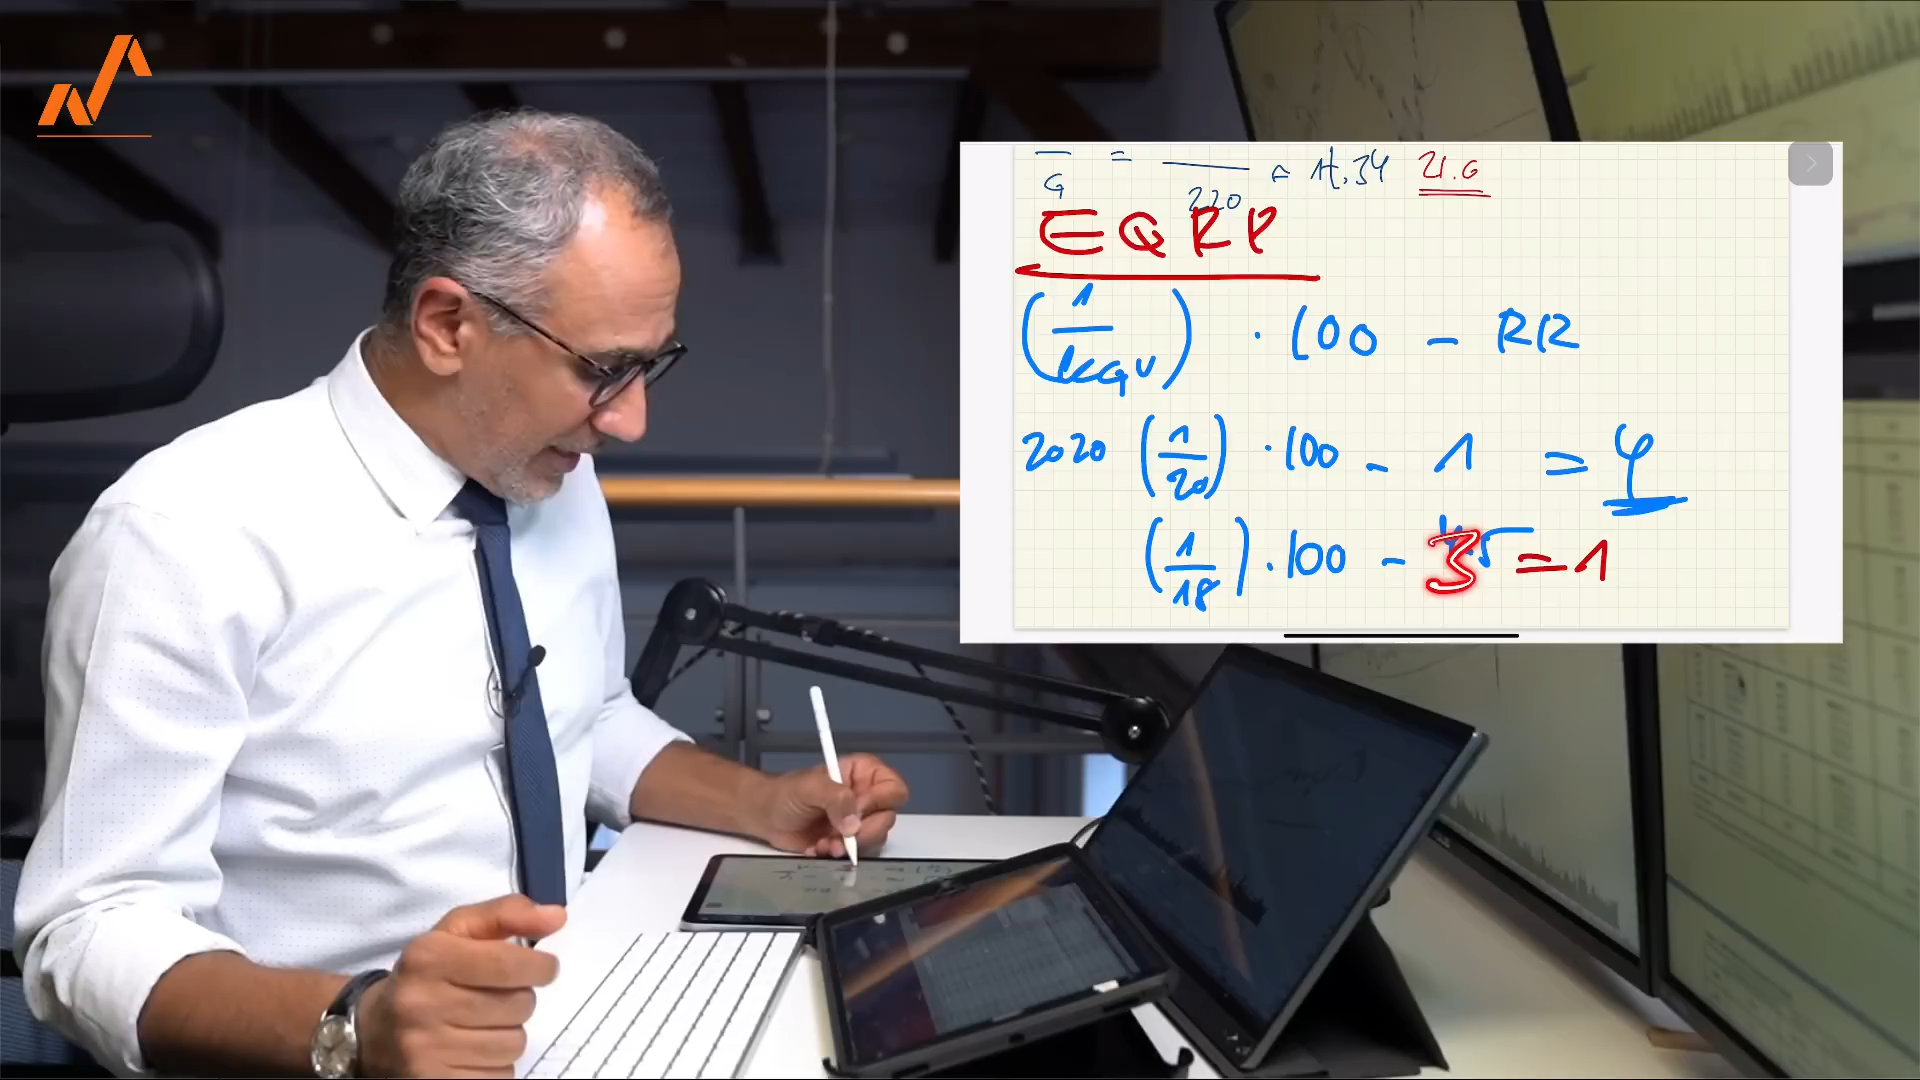 — = —
G 220 ≈ 14.34 21.6
EQRP
(1/KGV) · 100 - RR
2020 (1/20) · 100 - 1 = 4
(1/18) · 100 - 3 = 1